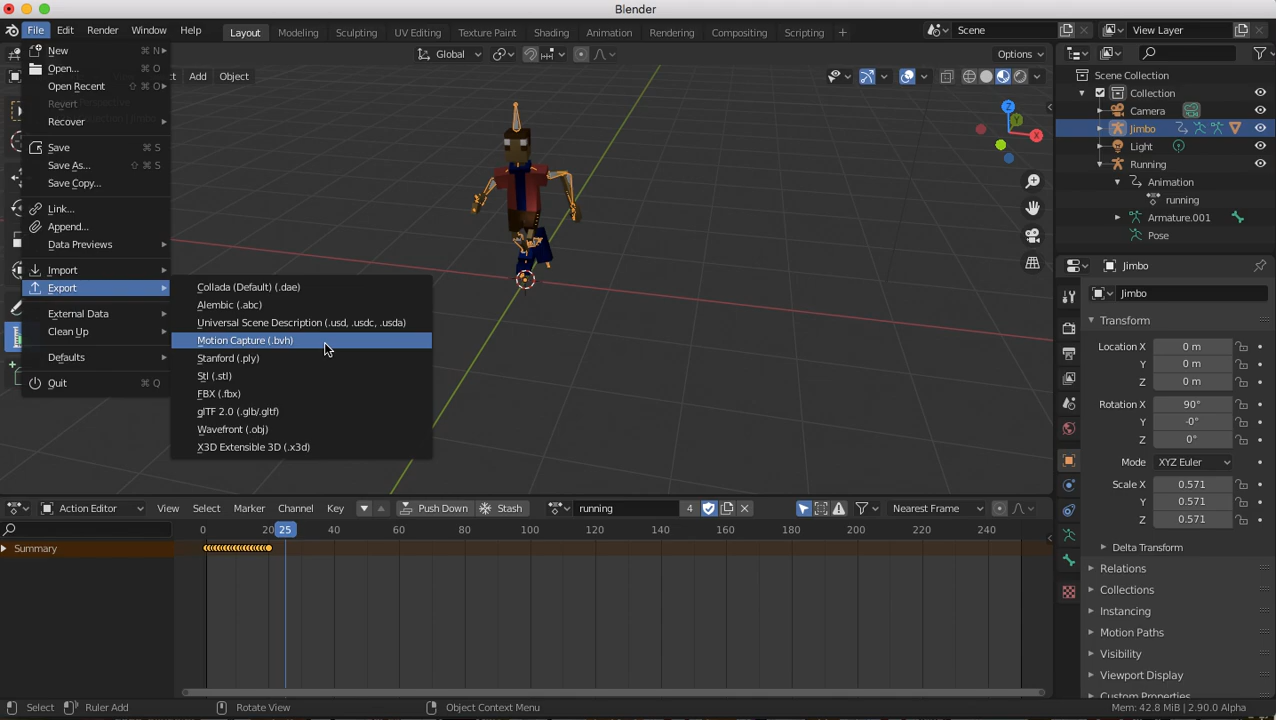 Blender
File Edit Render Window Help Layout Modeling Sculpting UV Editing Texture Paint Shading Animation Rendering Compositing Scripting + Scene View Layer
Global Options
Add Object
New ⌘ N
Open... ⌘ O
Open Recent ⇧ ⌘ O
Revert
Recover
Save ⌘ S
Save As... ⇧ ⌘ S
Save Copy...
Link...
Append...
Data Previews
Import
Export
External Data
Clean Up
Defaults
Quit ⌘ Q
Collada (Default) (.dae)
Alembic (.abc)
Universal Scene Description (.usd, .usdc, .usda)
Motion Capture (.bvh)
Stanford (.ply)
Stl (.stl)
FBX (.fbx)
glTF 2.0 (.glb/.gltf)
Wavefront (.obj)
X3D Extensible 3D (.x3d)
Z
Y
X
Scene Collection
Collection
Camera
Jimbo
Light
Running
Animation
running
Armature.001
Pose
Jimbo
Jimbo
Transform
Location X 0 m
Y 0 m
Z 0 m
Rotation X 90°
Y -0°
Z 0°
Mode XYZ Euler
Scale X 0.571
Y 0.571
Z 0.571
Delta Transform
Relations
Collections
Instancing
Motion Paths
Visibility
Viewport Display
Custom Properties
Action Editor View Select Marker Channel Key Push Down Stash running 4 Nearest Frame
0 20 25 40 60 80 100 120 140 160 180 200 220 240
Summary
Select Ruler Add Rotate View Object Context Menu Mem: 42.8 MiB | 2.90.0 Alpha